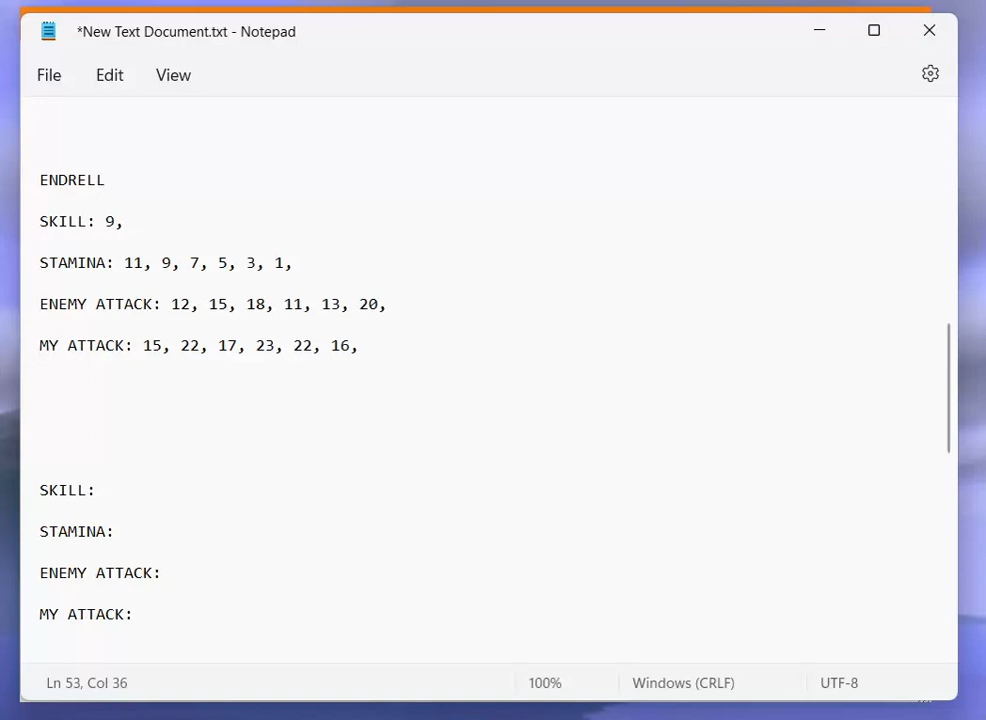 *New Text Document.txt - Notepad
File Edit View
ENDRELL
SKILL: 9,
STAMINA: 11, 9, 7, 5, 3, 1,
ENEMY ATTACK: 12, 15, 18, 11, 13, 20,
MY ATTACK: 15, 22, 17, 23, 22, 16,
SKILL:
STAMINA:
ENEMY ATTACK:
MY ATTACK:
Ln 53, Col 36 100% Windows (CRLF) UTF-8